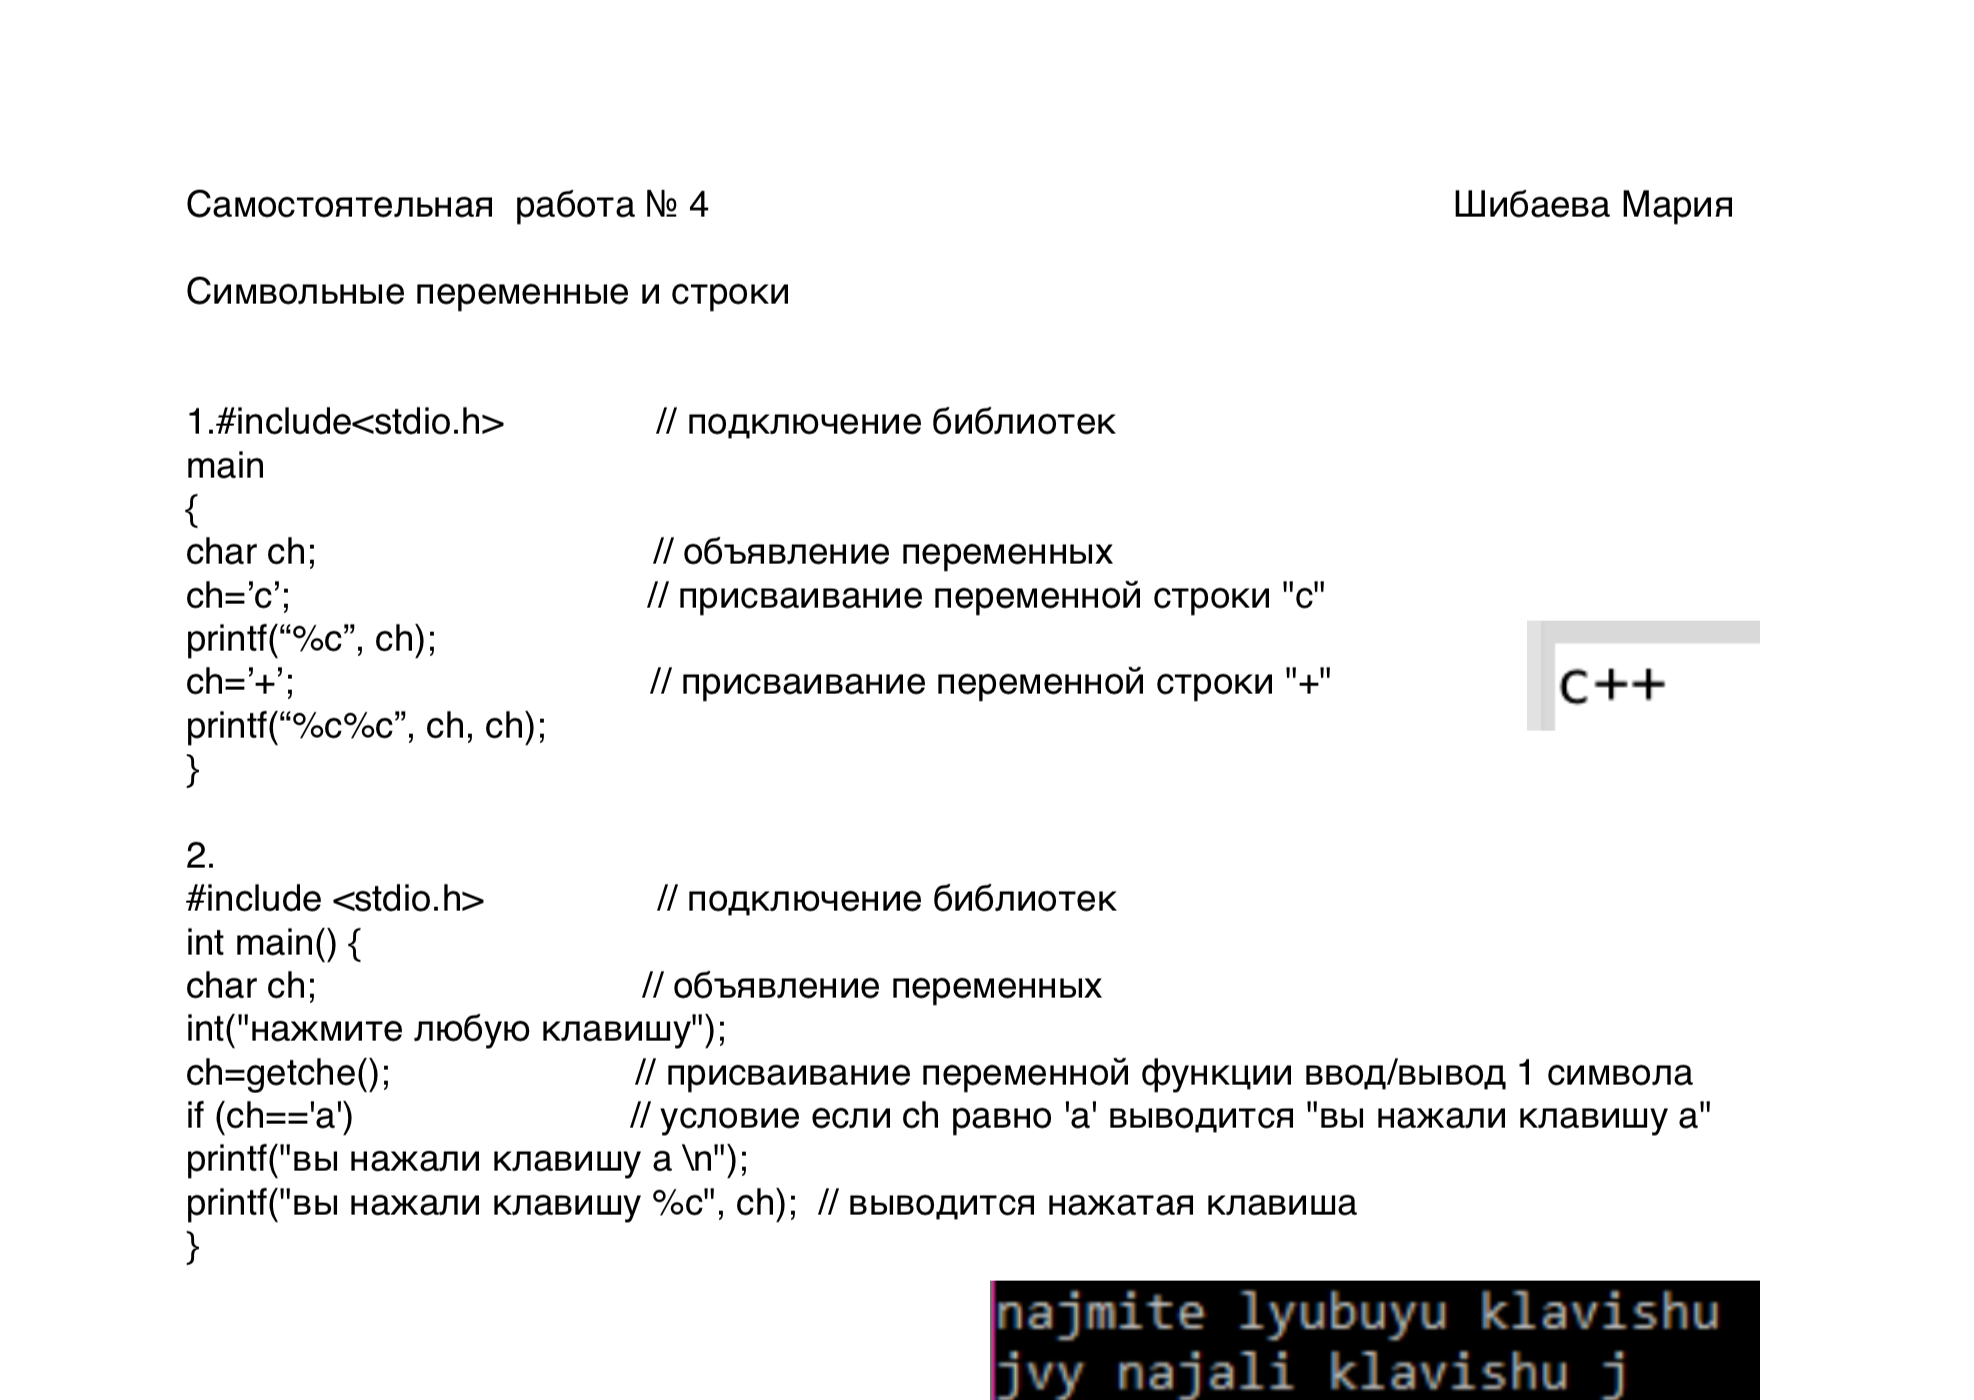 Самостоятельная  работа № 4 Шибаева Мария
Символьные переменные и строки
1.#include<stdio.h> // подключение библиотек
main
{
char ch; // объявление переменных
ch=’c’; // присваивание переменной строки "c"
printf(“%c”, ch);
ch=’+’; // присваивание переменной строки "+"
c++
printf(“%c%c”, ch, ch);
}
2.
#include <stdio.h> // подключение библиотек
int main() {
char ch; // объявление переменных
int("нажмите любую клавишу");
ch=getche(); // присваивание переменной функции ввод/вывод 1 символа
if (ch=='a') // условие если ch равно 'a' выводится "вы нажали клавишу а"
printf("вы нажали клавишу а \n");
printf("вы нажали клавишу %c", ch); // выводится нажатая клавиша
}
najmite lyubuyu klavishu
jvy najali klavishu j